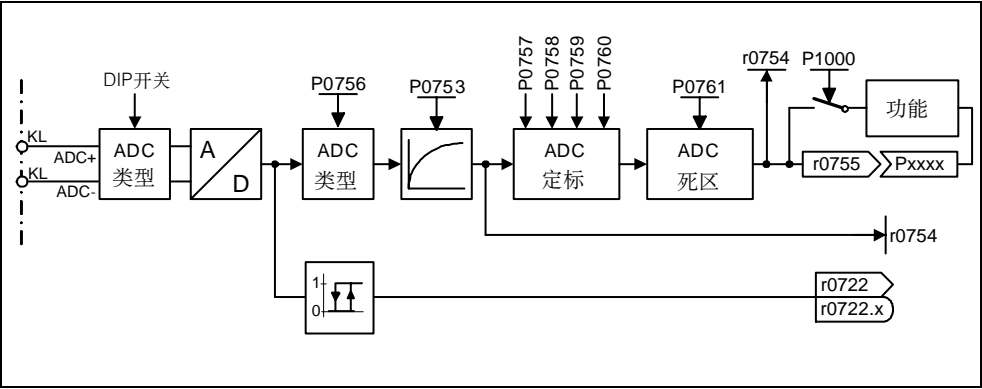 DIP开关
P0756
P0753
P0757
P0758
P0759
P0760
P0761
r0754
P1000
KL
ADC+
KL
ADC-
ADC
类型
A
D
ADC
类型
ADC
定标
ADC
死区
功能
r0755
Pxxxx
r0754
1
0
r0722
r0722.x